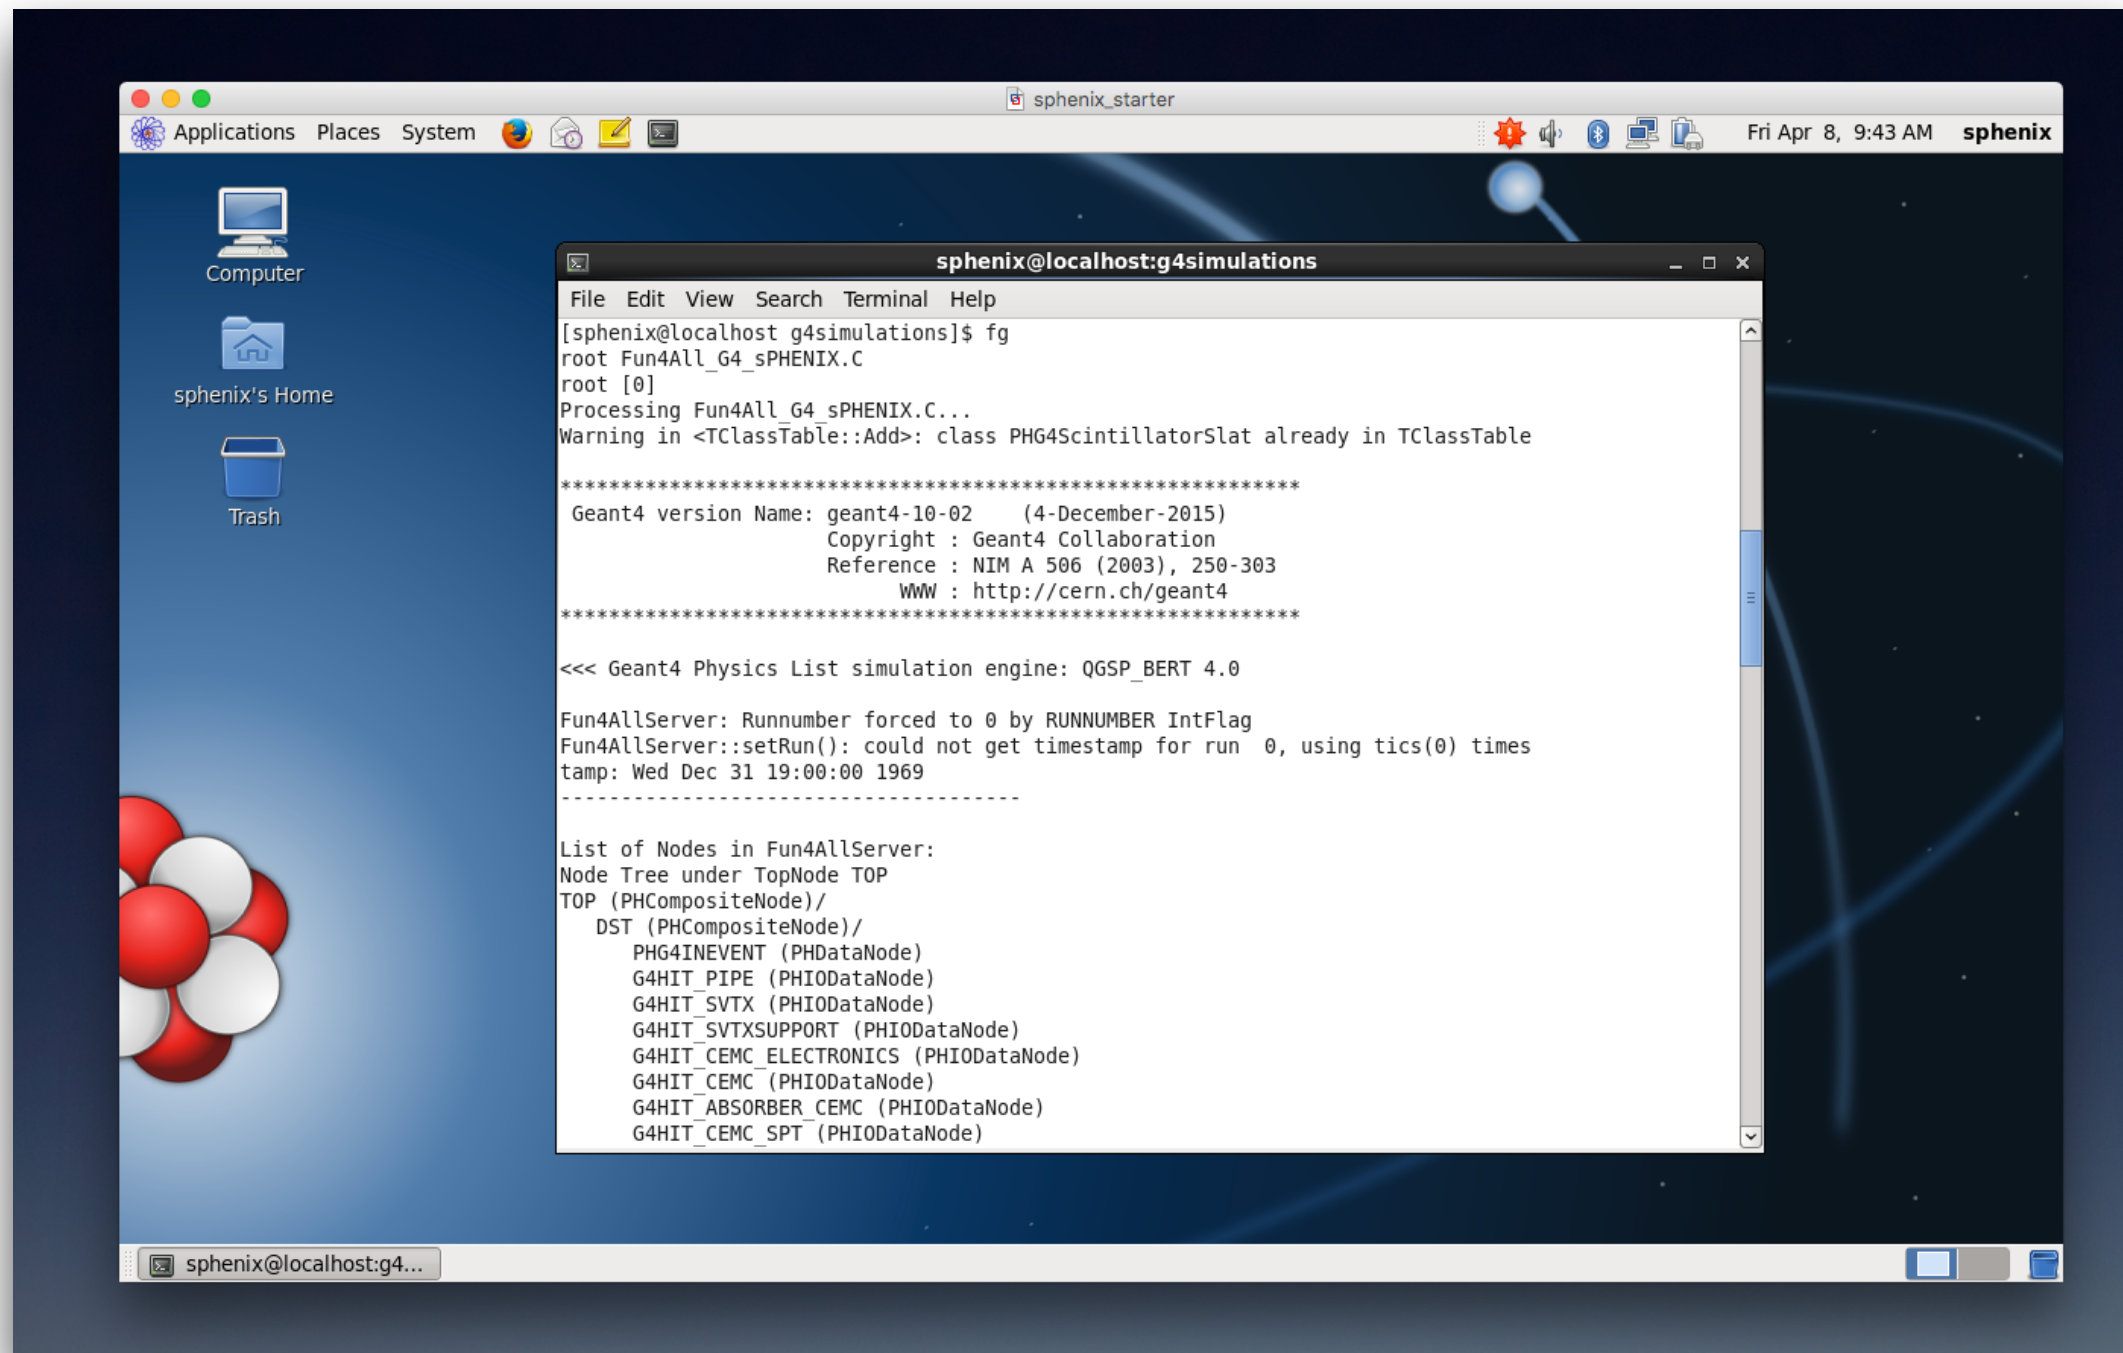 sphenix_starter
Applications Places System Fri Apr 8, 9:43 AM sphenix
Computer
sphenix's Home
Trash
sphenix@localhost:g4simulations
File Edit View Search Terminal Help
[sphenix@localhost g4simulations]$ fg
root Fun4All_G4_sPHENIX.C
root [0]
Processing Fun4All_G4_sPHENIX.C...
Warning in <TClassTable::Add>: class PHG4ScintillatorSlat already in TClassTable
*************************************************************
Geant4 version Name: geant4-10-02    (4-December-2015)
Copyright : Geant4 Collaboration
Reference : NIM A 506 (2003), 250-303
WWW : http://cern.ch/geant4
*************************************************************
<<< Geant4 Physics List simulation engine: QGSP_BERT 4.0
Fun4AllServer: Runnumber forced to 0 by RUNNUMBER IntFlag
Fun4AllServer::setRun(): could not get timestamp for run  0, using tics(0) times
tamp: Wed Dec 31 19:00:00 1969
--------------------------------------
List of Nodes in Fun4AllServer:
Node Tree under TopNode TOP
TOP (PHCompositeNode)/
DST (PHCompositeNode)/
PHG4INEVENT (PHDataNode)
G4HIT_PIPE (PHIODataNode)
G4HIT_SVTX (PHIODataNode)
G4HIT_SVTXSUPPORT (PHIODataNode)
G4HIT_CEMC_ELECTRONICS (PHIODataNode)
G4HIT_CEMC (PHIODataNode)
G4HIT_ABSORBER_CEMC (PHIODataNode)
G4HIT_CEMC_SPT (PHIODataNode)
sphenix@localhost:g4...